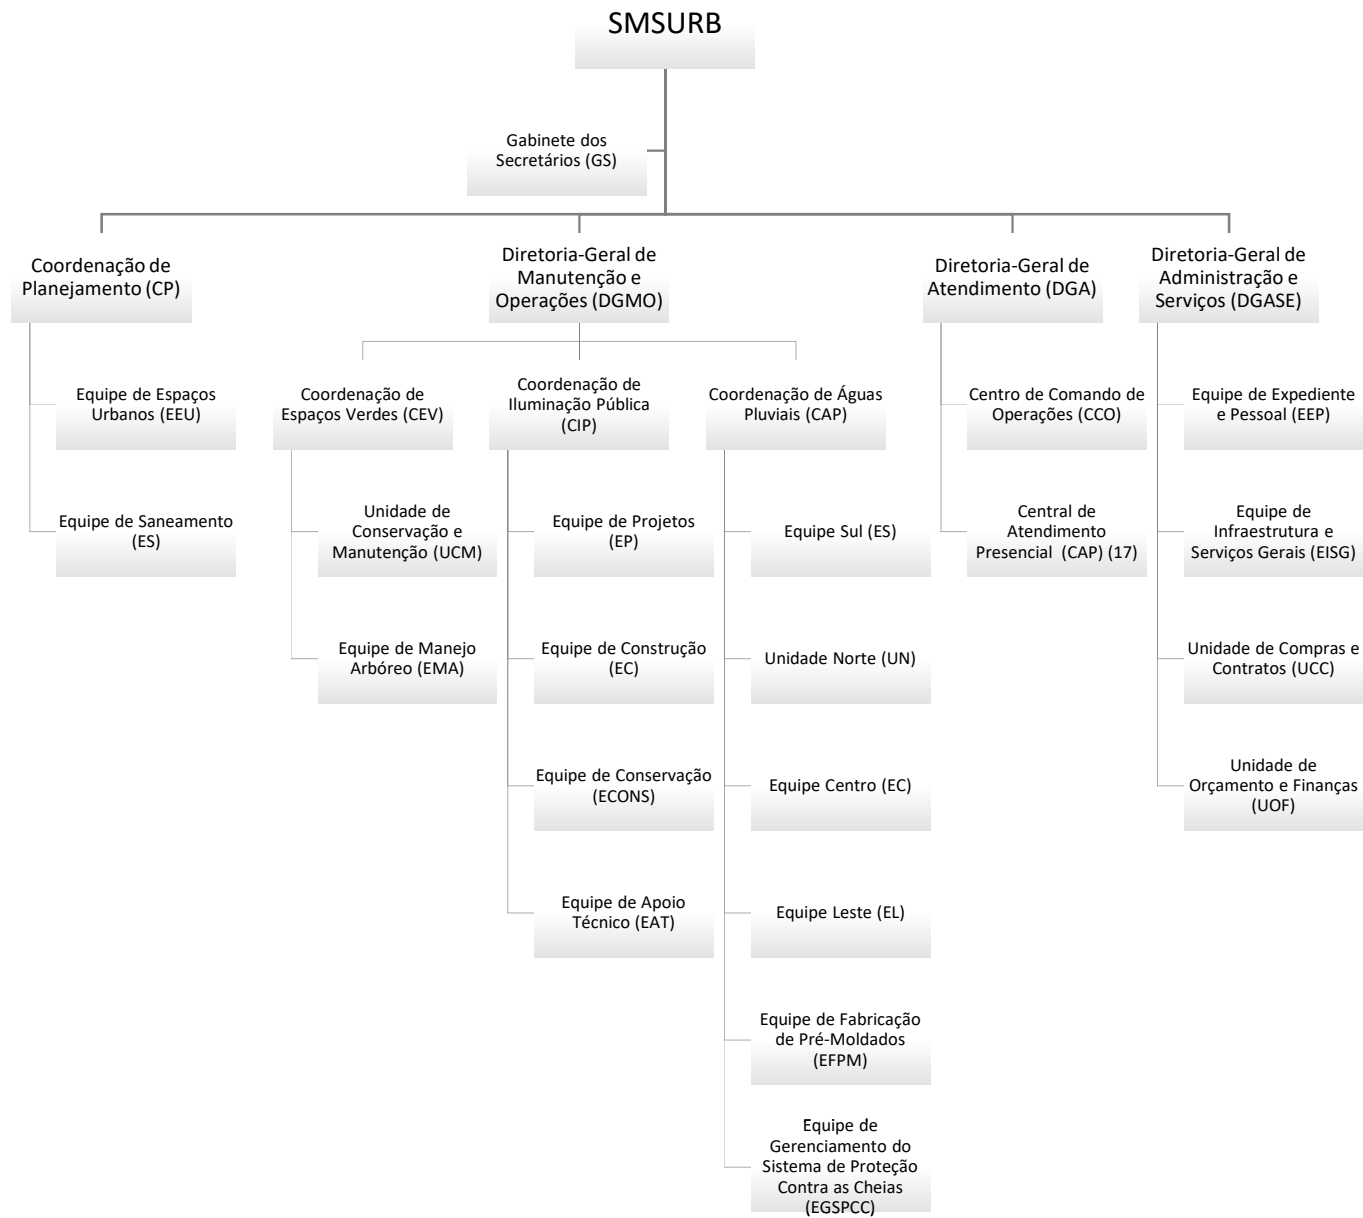 SMSURB
Gabinete dos
Secretários (GS)
Coordenação de
Planejamento (CP)
Diretoria-Geral de
Manutenção e
Operações (DGMO)
Diretoria-Geral de
Atendimento (DGA)
Diretoria-Geral de
Administração e
Serviços (DGASE)
Equipe de Espaços
Urbanos (EEU)
Coordenação de
Espaços Verdes (CEV)
Coordenação de
Iluminação Pública
(CIP)
Coordenação de Águas
Pluviais (CAP)
Centro de Comando de
Operações (CCO)
Equipe de Expediente
e Pessoal (EEP)
Equipe de Saneamento
(ES)
Unidade de
Conservação e
Manutenção (UCM)
Equipe de Projetos
(EP)
Equipe Sul (ES)
Central de
Atendimento
Presencial  (CAP) (17)
Equipe de
Infraestrutura e
Serviços Gerais (EISG)
Equipe de Manejo
Arbóreo (EMA)
Equipe de Construção
(EC)
Unidade Norte (UN)
Unidade de Compras e
Contratos (UCC)
Equipe de Conservação
(ECONS)
Equipe Centro (EC)
Unidade de
Orçamento e Finanças
(UOF)
Equipe de Apoio
Técnico (EAT)
Equipe Leste (EL)
Equipe de Fabricação
de Pré-Moldados
(EFPM)
Equipe de
Gerenciamento do
Sistema de Proteção
Contra as Cheias
(EGSPCC)